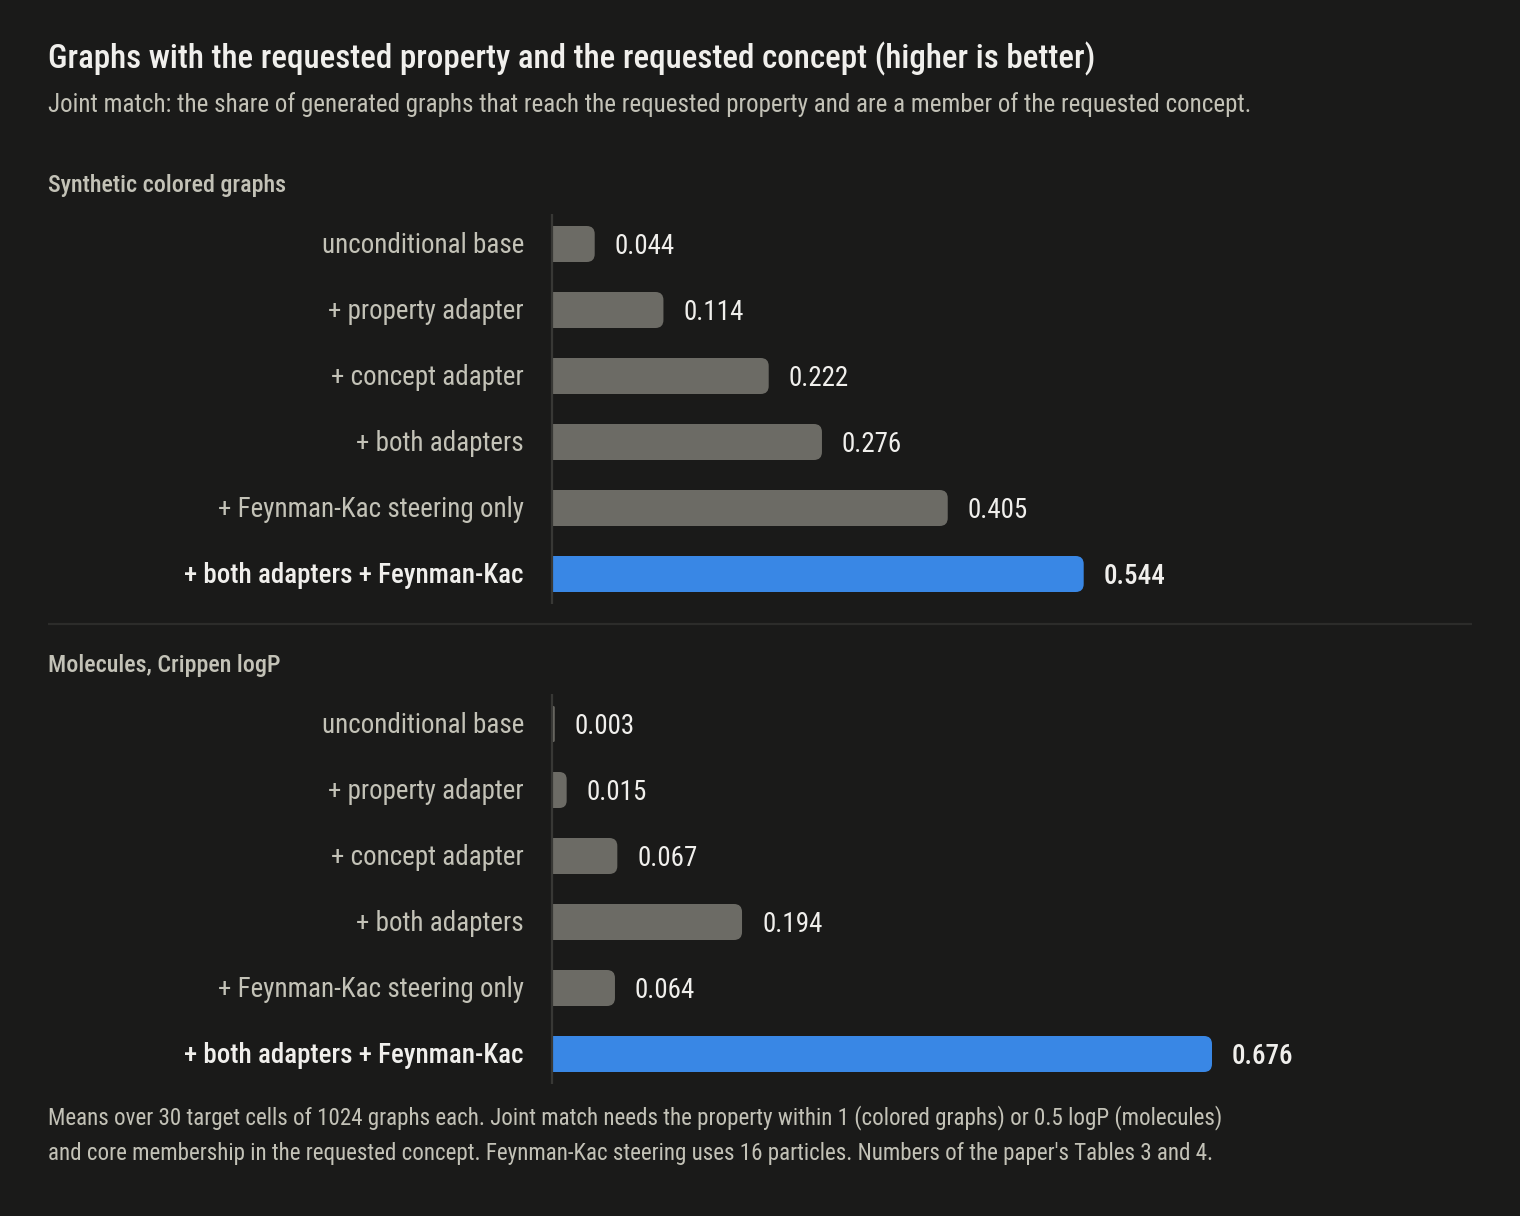 Graphs with the requested property and the requested concept (higher is better)
Joint match: the share of generated graphs that reach the requested property and are a member of the requested concept.
Synthetic colored graphs
unconditional base 0.044
+ property adapter 0.114
+ concept adapter 0.222
+ both adapters 0.276
+ Feynman-Kac steering only 0.405
+ both adapters + Feynman-Kac 0.544
Molecules, Crippen logP
unconditional base 0.003
+ property adapter 0.015
+ concept adapter 0.067
+ both adapters 0.194
+ Feynman-Kac steering only 0.064
+ both adapters + Feynman-Kac 0.676
Means over 30 target cells of 1024 graphs each. Joint match needs the property within 1 (colored graphs) or 0.5 logP (molecules)
and core membership in the requested concept. Feynman-Kac steering uses 16 particles. Numbers of the paper's Tables 3 and 4.